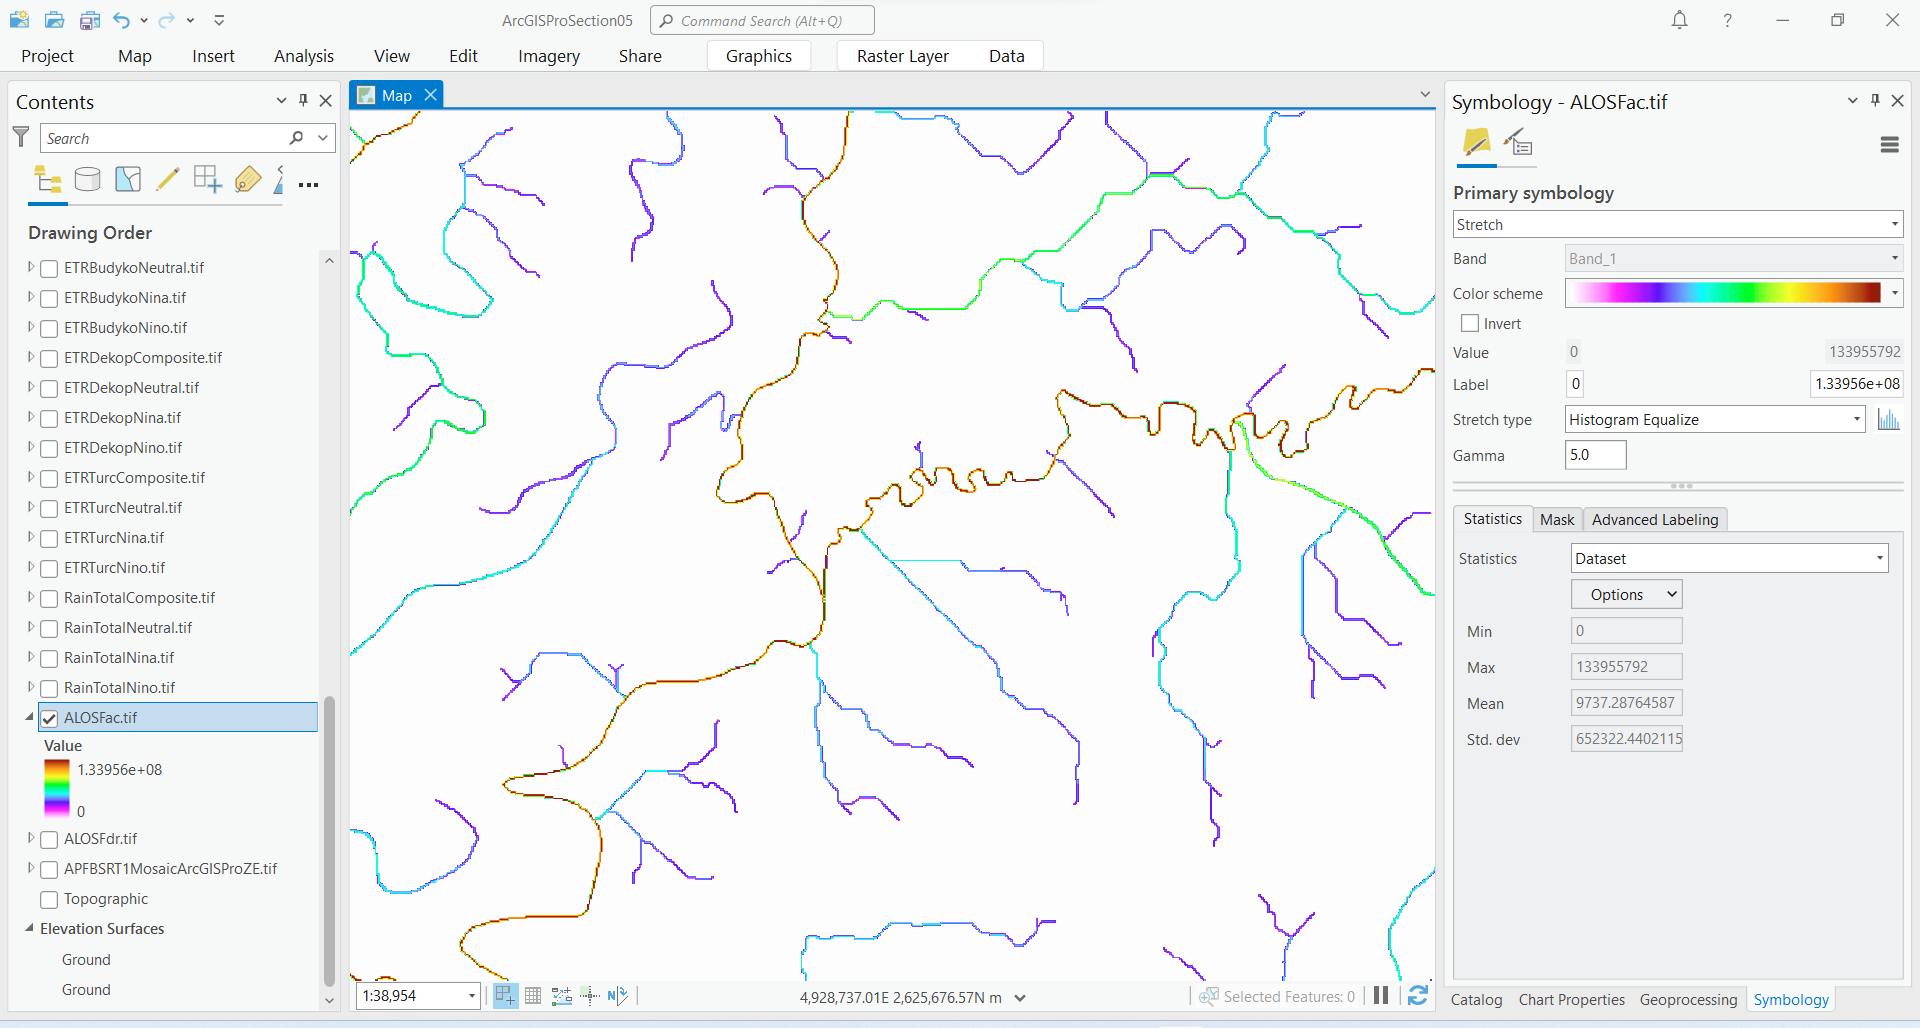 ArcGISProSection05
Command Search (Alt+Q)
?
Project Map Insert Analysis View Edit Imagery Share Graphics Raster Layer Data
Contents
Search
Drawing Order
ETRBudykoNeutral.tif
ETRBudykoNina.tif
ETRBudykoNino.tif
ETRDekopComposite.tif
ETRDekopNeutral.tif
ETRDekopNina.tif
ETRDekopNino.tif
ETRTurcComposite.tif
ETRTurcNeutral.tif
ETRTurcNina.tif
ETRTurcNino.tif
RainTotalComposite.tif
RainTotalNeutral.tif
RainTotalNina.tif
RainTotalNino.tif
ALOSFac.tif
Value
1.33956e+08
0
ALOSFdr.tif
APFBSRT1MosaicArcGISProZE.tif
Topographic
Elevation Surfaces
Ground
Ground
Map
1:38,954
N
4,928,737.01E 2,625,676.57N m
Selected Features: 0
Symbology - ALOSFac.tif
Primary symbology
Stretch
Band Band_1
Color scheme
Invert
Value 0 133955792
Label 0 1.33956e+08
Stretch type Histogram Equalize
Gamma 5.0
Statistics Mask Advanced Labeling
Statistics Dataset
Options
Min 0
Max 133955792
Mean 9737.28764587
Std. dev 652322.4402115
Catalog Chart Properties Geoprocessing Symbology